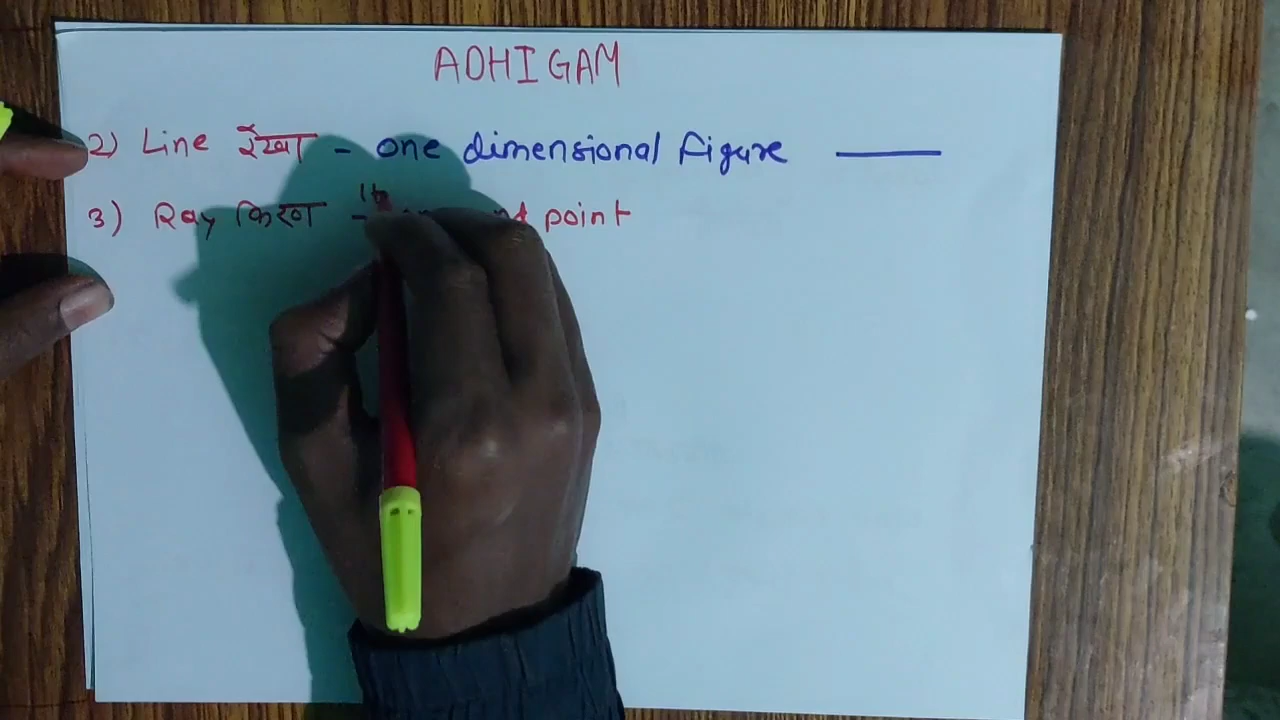 ADHIGAM
2) Line रेखा - one dimensional figure
3) Ray किरण - point